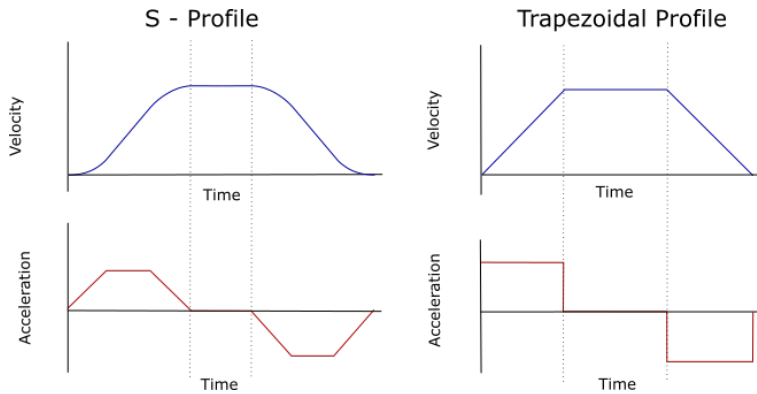 S - Profile
Trapezoidal Profile
Velocity
Time
Velocity
Time
Acceleration
Time
Acceleration
Time